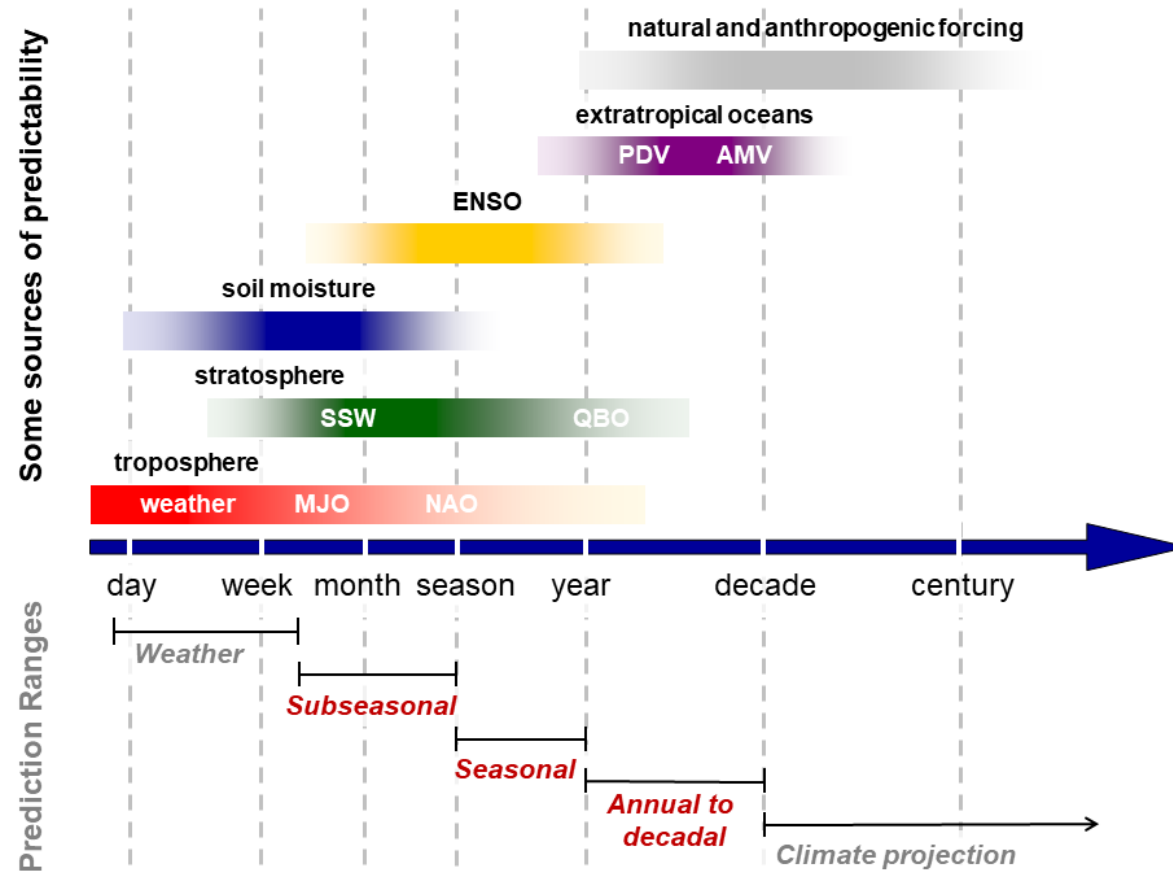 Some sources of predictability
natural and anthropogenic forcing
extratropical oceans
PDV AMV
ENSO
soil moisture
stratosphere
SSW QBO
troposphere
weather MJO NAO
day week month season year decade century
Prediction Ranges
Weather
Subseasonal
Seasonal
Annual to
decadal
Climate projection